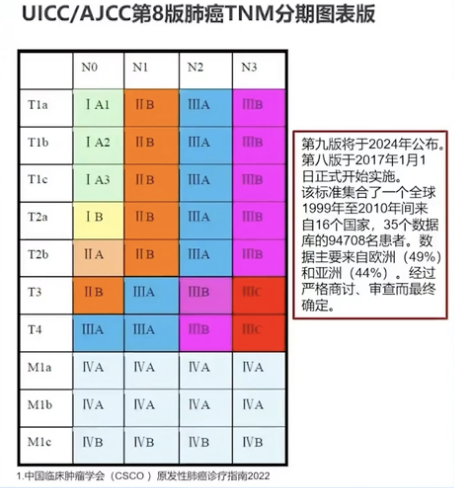 UICC/AJCC第8版肺癌TNM分期图表版
N0 N1 N2 N3
T1a ⅠA1 ⅡB ⅢA ⅢB
T1b ⅠA2 ⅡB ⅢA ⅢB
T1c ⅠA3 ⅡB ⅢA ⅢB
T2a ⅠB ⅡB ⅢA ⅢB
T2b ⅡA ⅡB ⅢA ⅢB
T3 ⅡB ⅢA ⅢB ⅢC
T4 ⅢA ⅢA ⅢB ⅢC
M1a ⅣA ⅣA ⅣA ⅣA
M1b ⅣA ⅣA ⅣA ⅣA
M1c ⅣB ⅣB ⅣB ⅣB
第九版将于2024年公布。
第八版于2017年1月1
日正式开始实施。
该标准集合了一个全球
1999年至2010年间来
自16个国家，35个数据
库的94708名患者。数
据主要来自欧洲（49%）
和亚洲（44%）。经过
严格商讨、审查而最终
确定。
1.中国临床肿瘤学会（CSCO ）原发性肺癌诊疗指南2022